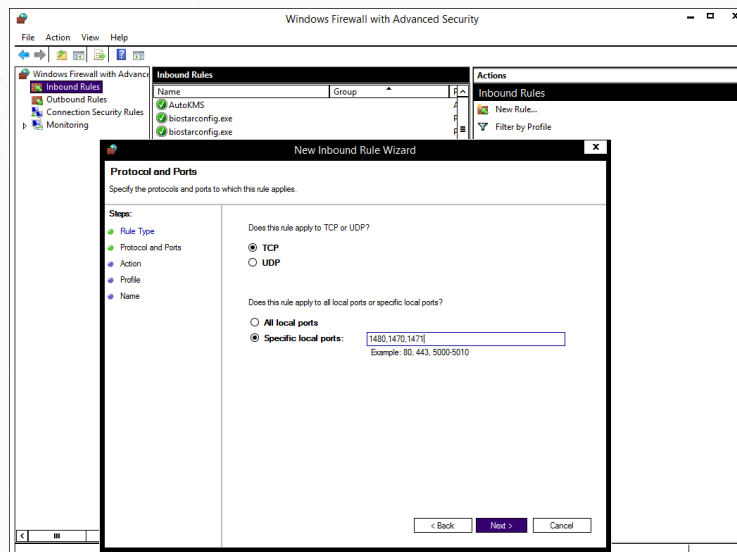 Windows Firewall with Advanced Security
File Action View Help
Windows Firewall with Advance
Inbound Rules
Outbound Rules
Connection Security Rules
Monitoring
Inbound Rules
Name Group
AutoKMS
biostarconfig.exe
biostarconfig.exe
Actions
Inbound Rules
New Rule...
Filter by Profile
New Inbound Rule Wizard
Protocol and Ports
Specify the protocols and ports to which this rule applies.
Steps:
Rule Type
Protocol and Ports
Action
Profile
Name
Does this rule apply to TCP or UDP?
TCP
UDP
Does this rule apply to all local ports or specific local ports?
All local ports
Specific local ports: 1480,1470,1471
Example: 80, 443, 5000-5010
< Back Next > Cancel